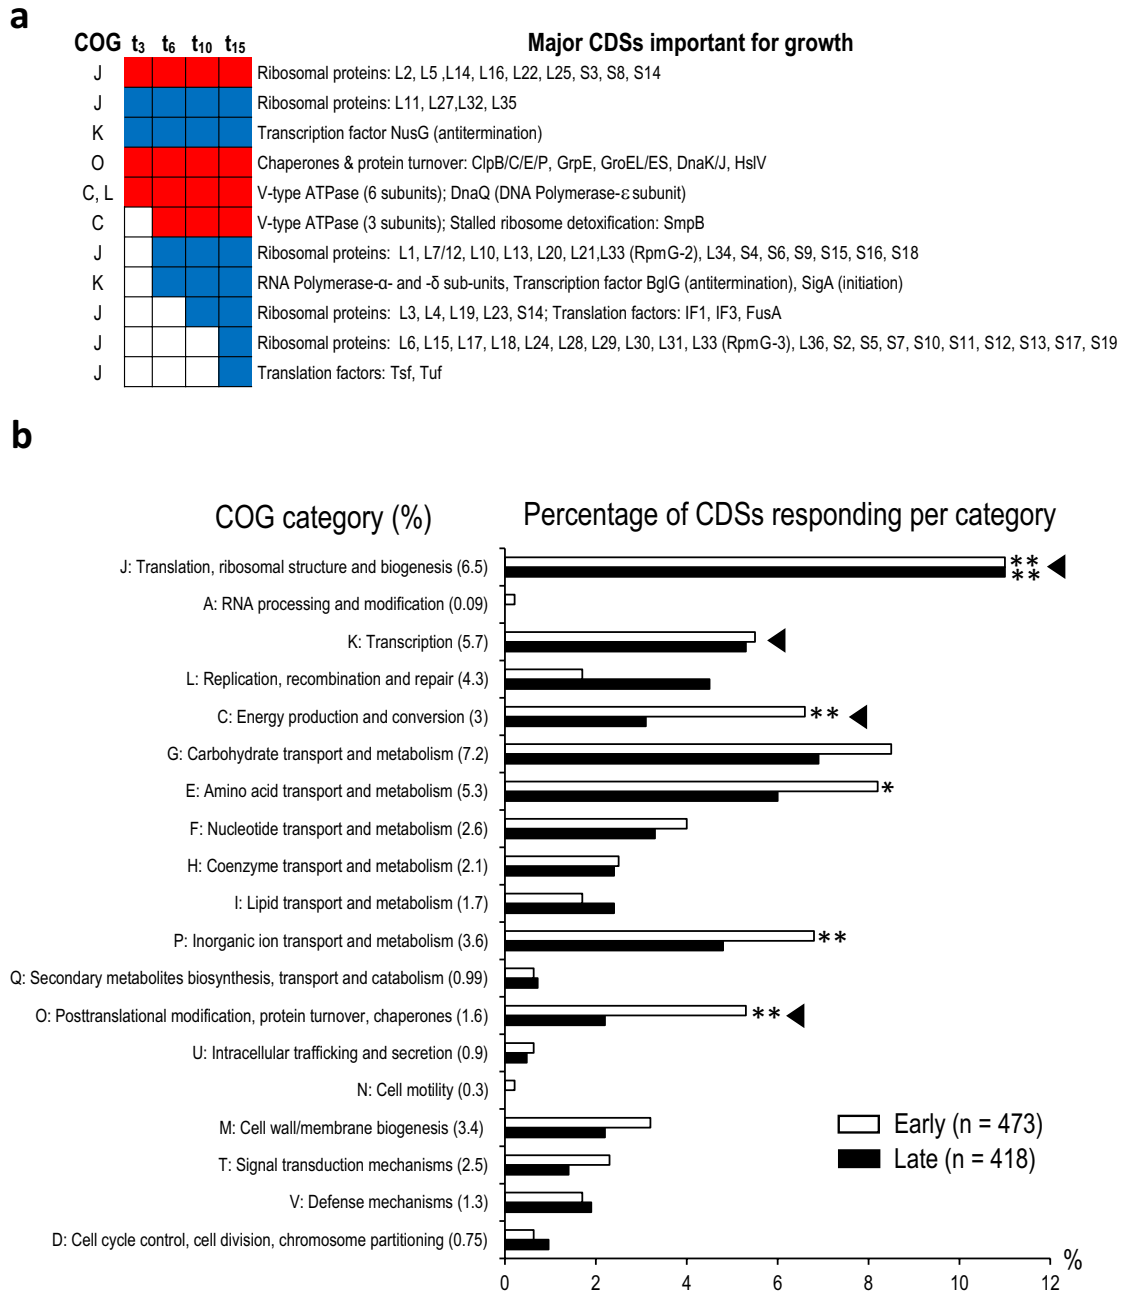 a
COG t3 t6 t10 t15 Major CDSs important for growth
J Ribosomal proteins: L2, L5 ,L14, L16, L22, L25, S3, S8, S14
J Ribosomal proteins: L11, L27,L32, L35
K Transcription factor NusG (antitermination)
O Chaperones & protein turnover: ClpB/C/E/P, GrpE, GroEL/ES, DnaK/J, HslV
C, L V-type ATPase (6 subunits); DnaQ (DNA Polymerase-ε subunit)
C V-type ATPase (3 subunits); Stalled ribosome detoxification: SmpB
J Ribosomal proteins: L1, L7/12, L10, L13, L20, L21,L33 (RpmG-2), L34, S4, S6, S9, S15, S16, S18
K RNA Polymerase-α- and -δ sub-units, Transcription factor BglG (antitermination), SigA (initiation)
J Ribosomal proteins: L3, L4, L19, L23, S14; Translation factors: IF1, IF3, FusA
J Ribosomal proteins: L6, L15, L17, L18, L24, L28, L29, L30, L31, L33 (RpmG-3), L36, S2, S5, S7, S10, S11, S12, S13, S17, S19
J Translation factors: Tsf, Tuf
b
COG category (%) Percentage of CDSs responding per category
J: Translation, ribosomal structure and biogenesis (6.5) **
**
A: RNA processing and modification (0.09)
K: Transcription (5.7)
L: Replication, recombination and repair (4.3)
C: Energy production and conversion (3) **
G: Carbohydrate transport and metabolism (7.2)
E: Amino acid transport and metabolism (5.3) *
F: Nucleotide transport and metabolism (2.6)
H: Coenzyme transport and metabolism (2.1)
I: Lipid transport and metabolism (1.7)
P: Inorganic ion transport and metabolism (3.6) **
Q: Secondary metabolites biosynthesis, transport and catabolism (0.99)
O: Posttranslational modification, protein turnover, chaperones (1.6) **
U: Intracellular trafficking and secretion (0.9)
N: Cell motility (0.3)
M: Cell wall/membrane biogenesis (3.4)
T: Signal transduction mechanisms (2.5)
V: Defense mechanisms (1.3)
D: Cell cycle control, cell division, chromosome partitioning (0.75)
Early (n = 473)
Late (n = 418)
%
0 2 4 6 8 10 12